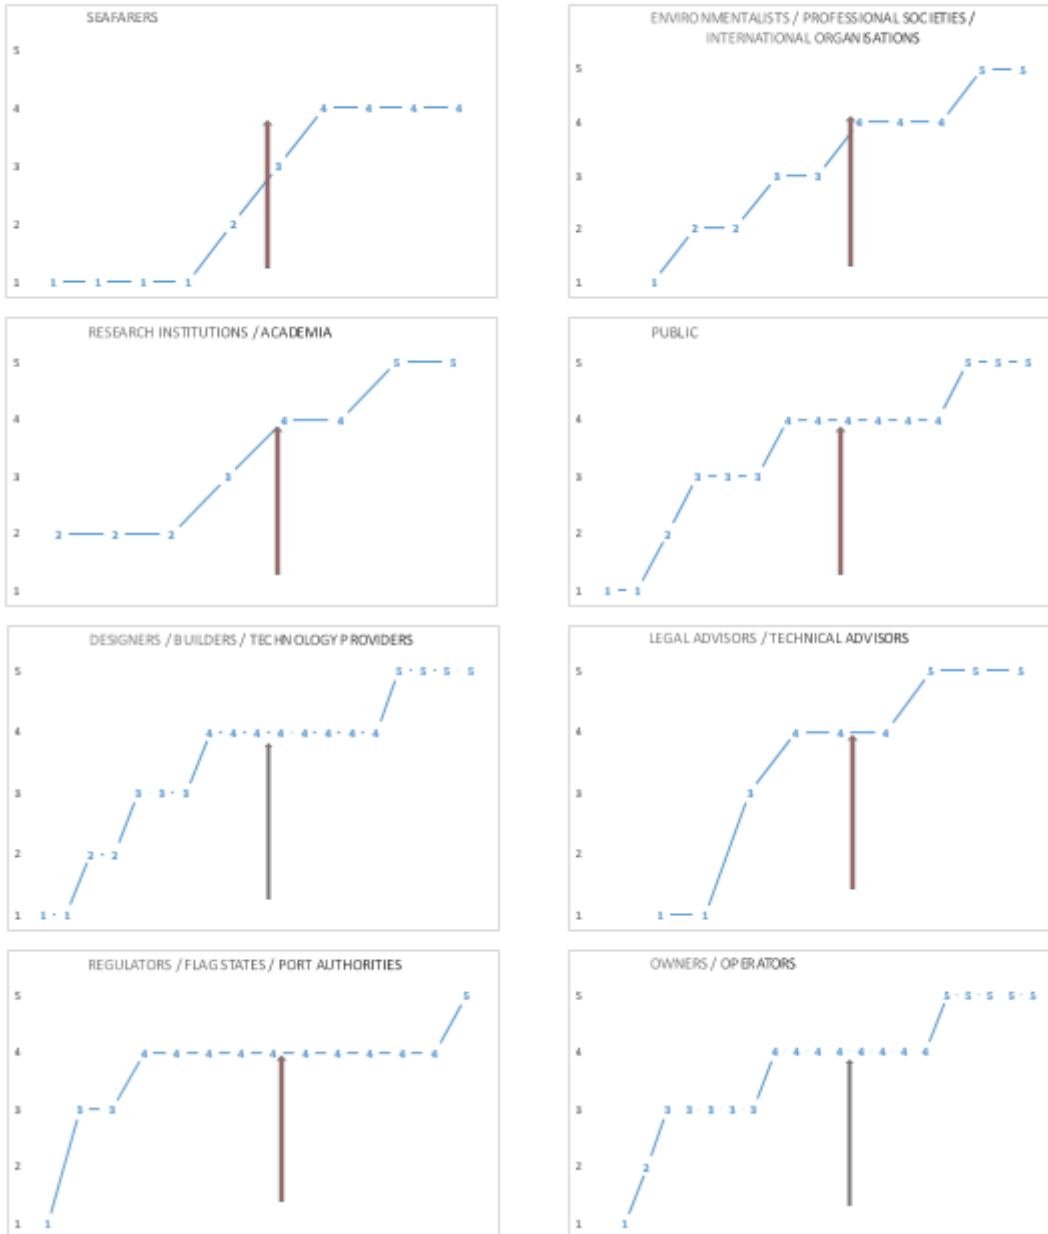 SEAFARERS
5
4
3
2
1
1 1 1 1 2 3 4 4 4 4
ENVIRONMENTALISTS / PROFESSIONAL SOCIETIES /
INTERNATIONAL ORGANISATIONS
5
4
3
2
1
1 2 2 3 3 4 4 4 5 5
RESEARCH INSTITUTIONS / ACADEMIA
5
4
3
2
1
2 2 2 3 4 4 5 5
PUBLIC
5
4
3
2
1
1 1 2 3 3 3 4 4 4 4 4 4 5 5 5
DESIGNERS / BUILDERS / TECHNOLOGY PROVIDERS
5
4
3
2
1
1 1 2 2 3 3 3 4 4 4 4 4 4 4 4 5 5 5 5
LEGAL ADVISORS / TECHNICAL ADVISORS
5
4
3
2
1
1 1 3 4 4 4 5 5 5
REGULATORS / FLAG STATES / PORT AUTHORITIES
5
4
3
2
1
1 3 3 4 4 4 4 4 4 4 4 4 4 5
OWNERS / OPERATORS
5
4
3
2
1
1 2 3 3 3 3 3 4 4 4 4 4 4 4 4 5 5 5 5 5